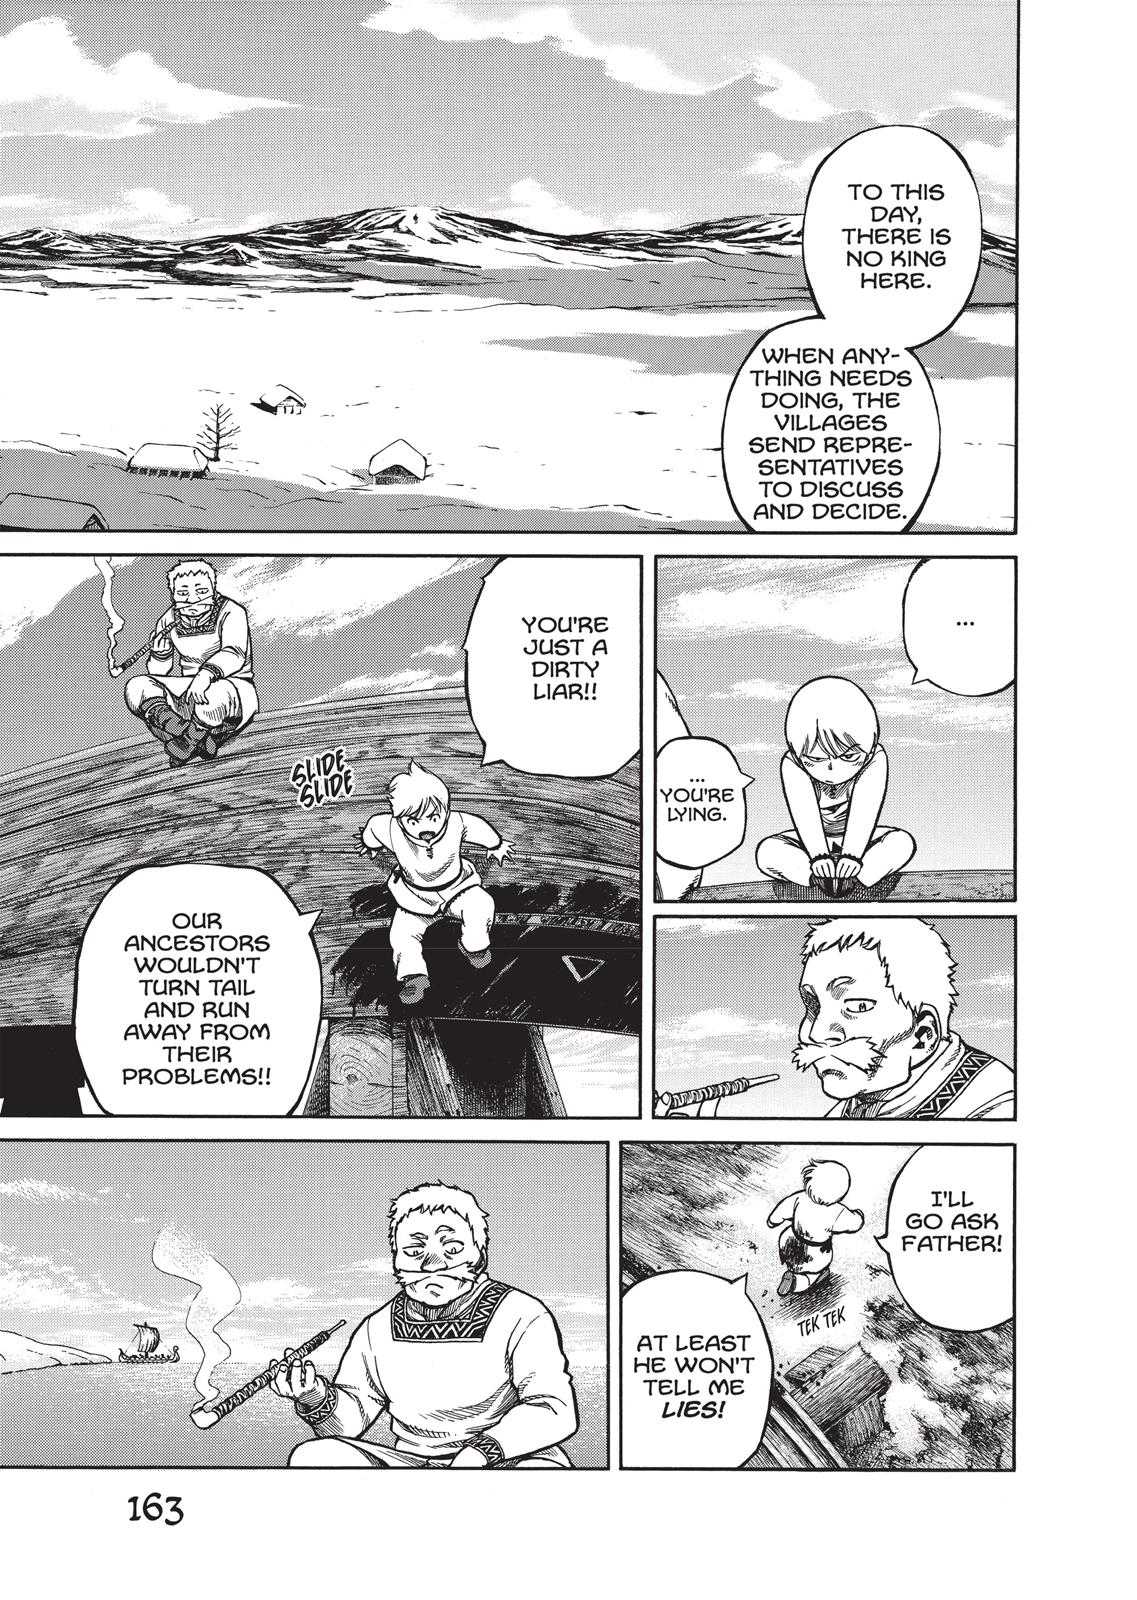 TO THIS
DAY,
THERE IS
NO KING
HERE.
WHEN ANY-
THING NEEDS
DOING, THE
VILLAGES
SEND REPRE-
SENTATIVES
TO DISCUSS
AND DECIDE.
...
...
YOU'RE
LYING.
YOU'RE
JUST A
DIRTY
LIAR!!
SLIDE
SLIDE
OUR
ANCESTORS
WOULDN'T
TURN TAIL
AND RUN
AWAY FROM
THEIR
PROBLEMS!!
I'LL
GO ASK
FATHER!
TEK TEK
AT LEAST
HE WON'T
TELL ME
LIES!
163